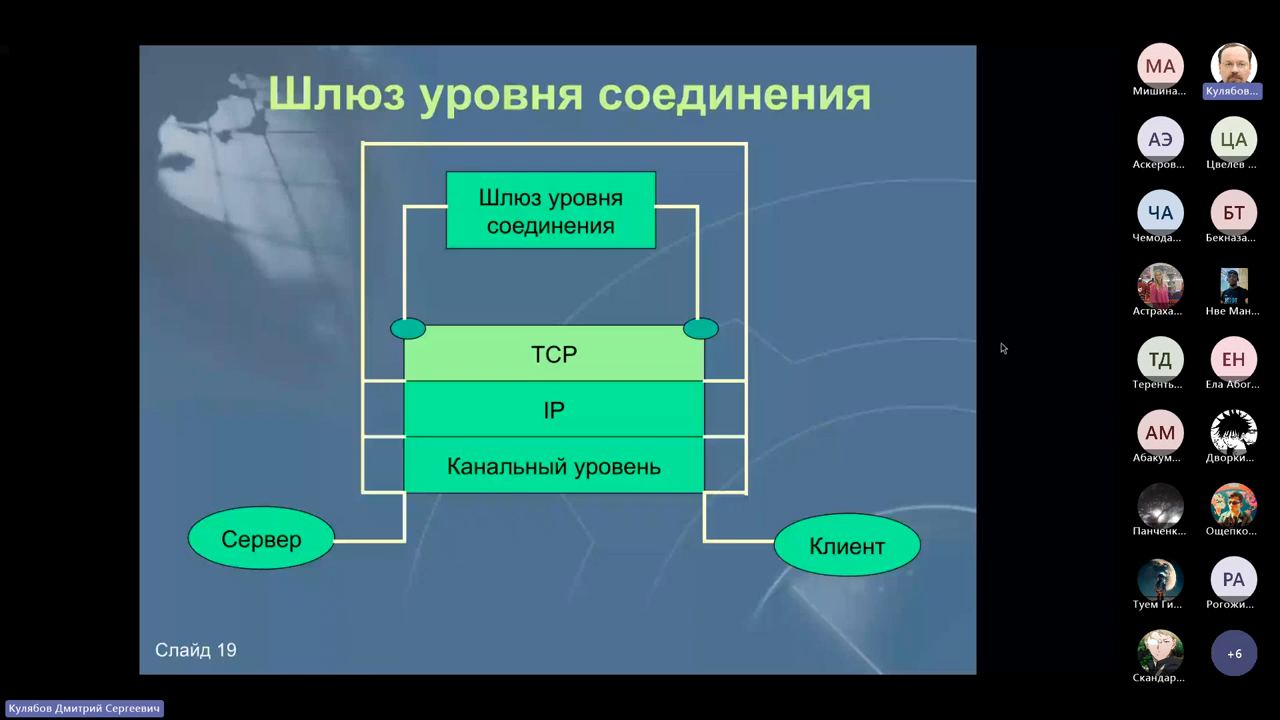 Шлюз уровня соединения
Шлюз уровня
соединения
TCP
IP
Канальный уровень
Сервер
Клиент
Слайд 19
МА
Мишина...
Кулябов...
АЭ
Аскеров...
ЦА
Цвелев ...
ЧА
Чемода...
БТ
Бекназа...
Астраха...
Нве Ман...
ТД
Теренть...
ЕН
Ела Абог...
АМ
Абакум...
Дворки...
Панченк...
Ощепко...
Туем Ги...
РА
Рогожи...
Скандар...
+6
Кулябов Дмитрий Сергеевич